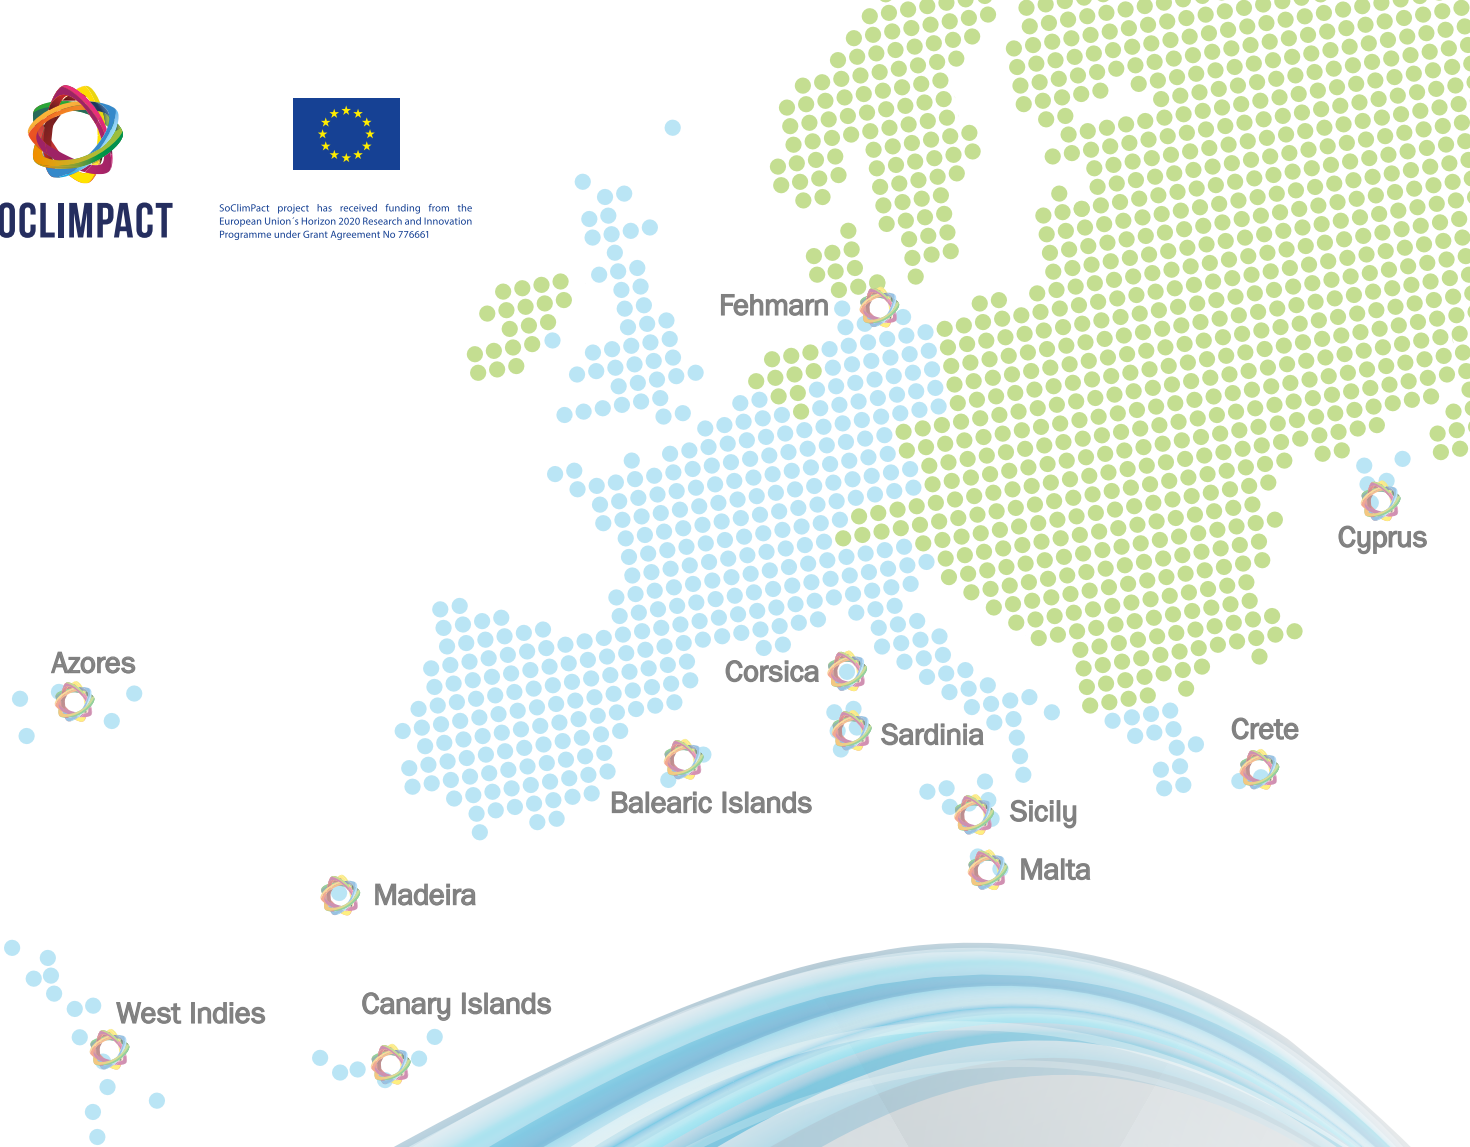 OCLIMPACT
SoClimPact project has received funding from the
European Union´s Horizon 2020 Research and Innovation
Programme under Grant Agreement No 776661
Fehmarn
Cyprus
Azores
Corsica
Sardinia
Crete
Balearic Islands
Sicily
Malta
Madeira
West Indies
Canary Islands